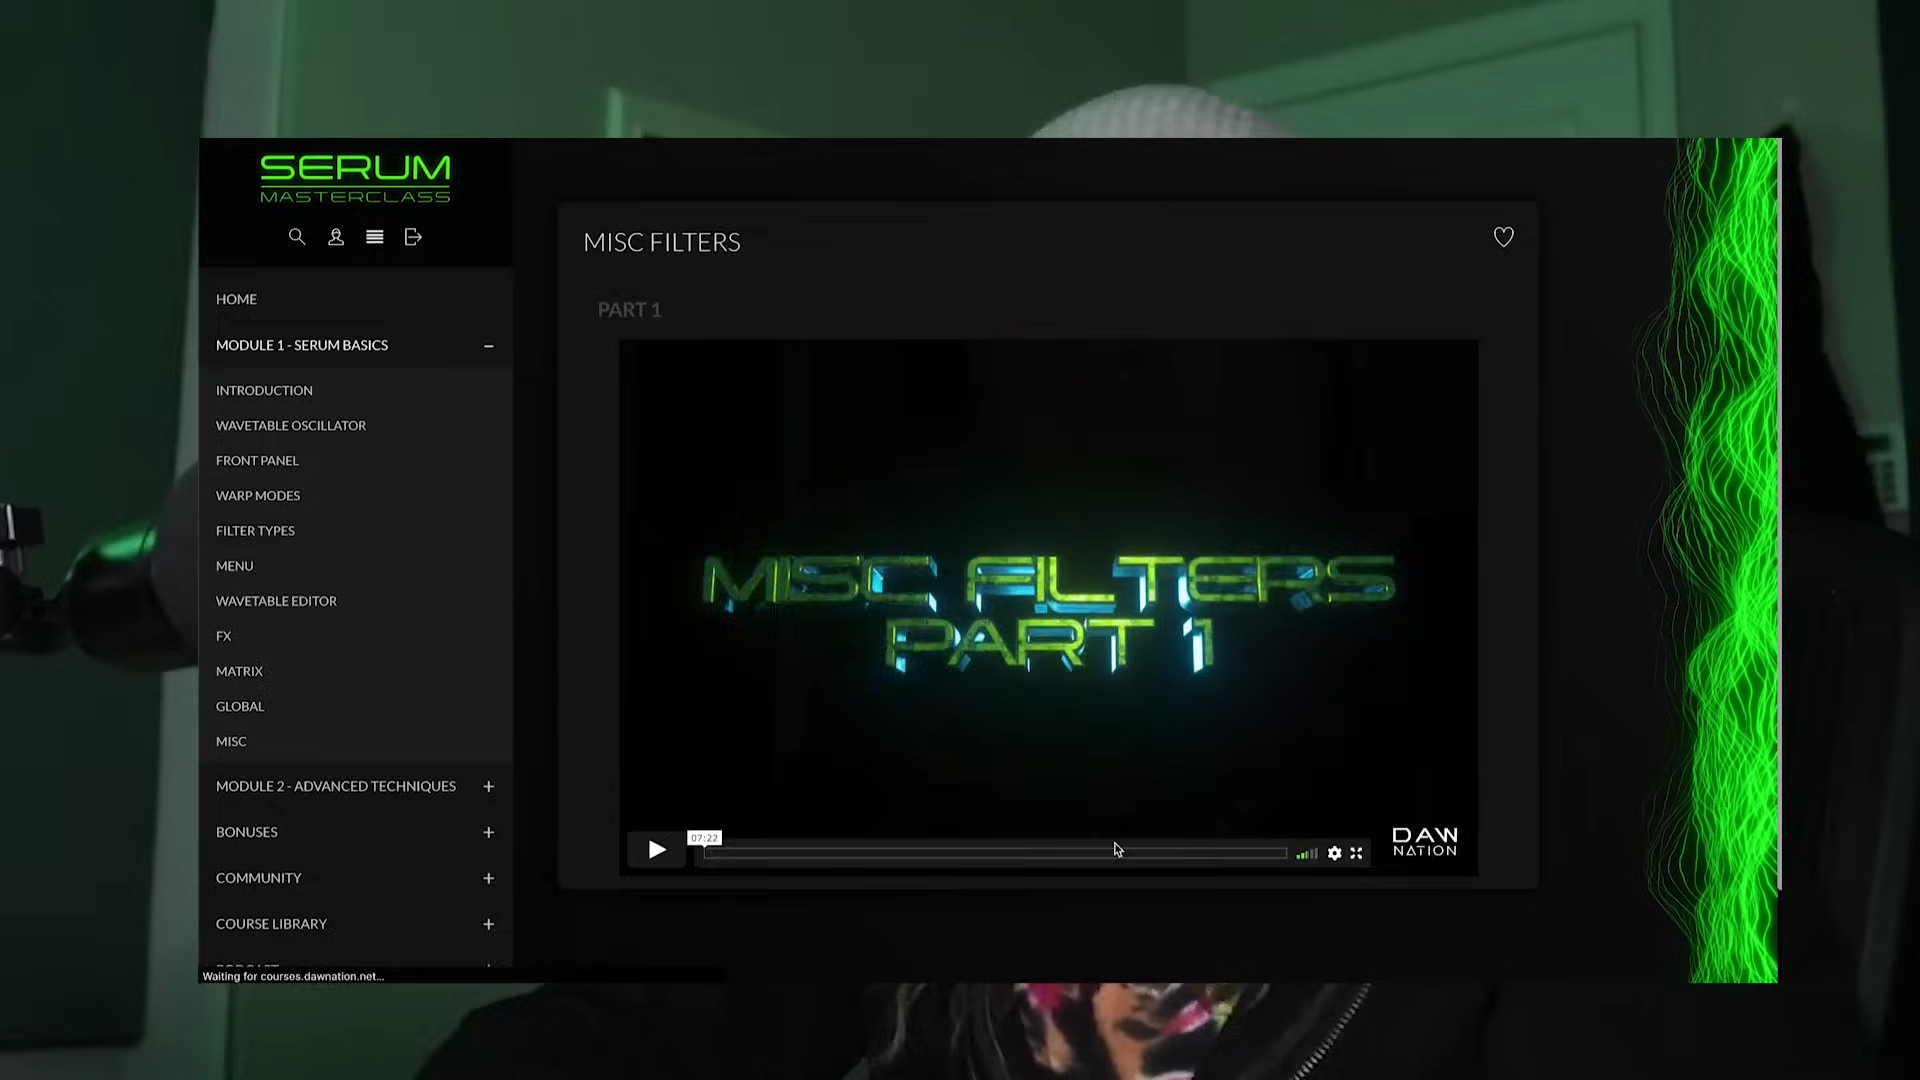 SERUM
MASTERCLASS
HOME
MODULE 1 - SERUM BASICS
INTRODUCTION
WAVETABLE OSCILLATOR
FRONT PANEL
WARP MODES
FILTER TYPES
MENU
WAVETABLE EDITOR
FX
MATRIX
GLOBAL
MISC
MODULE 2 - ADVANCED TECHNIQUES
BONUSES
COMMUNITY
COURSE LIBRARY
PODCAST
Waiting for courses.dawnation.net...
MISC FILTERS
PART 1
MISC FILTERS
PART 1
07:22
DAW
NATION